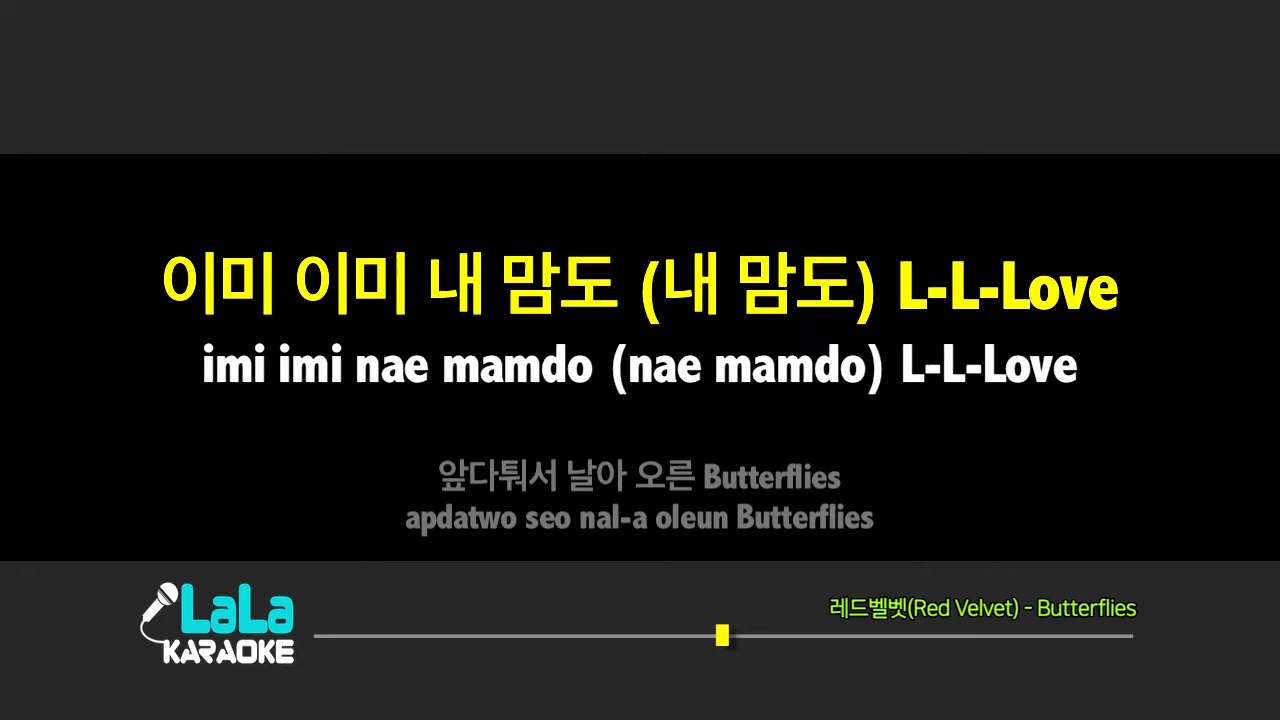 이미 이미 내 맘도 (내 맘도) L-L-Love
imi imi nae mamdo (nae mamdo) L-L-Love
앞다퉈서 날아 오른 Butterflies
apdatwo seo nal-a oleun Butterflies
LaLa
KARAOKE
레드벨벳(Red Velvet) - Butterflies